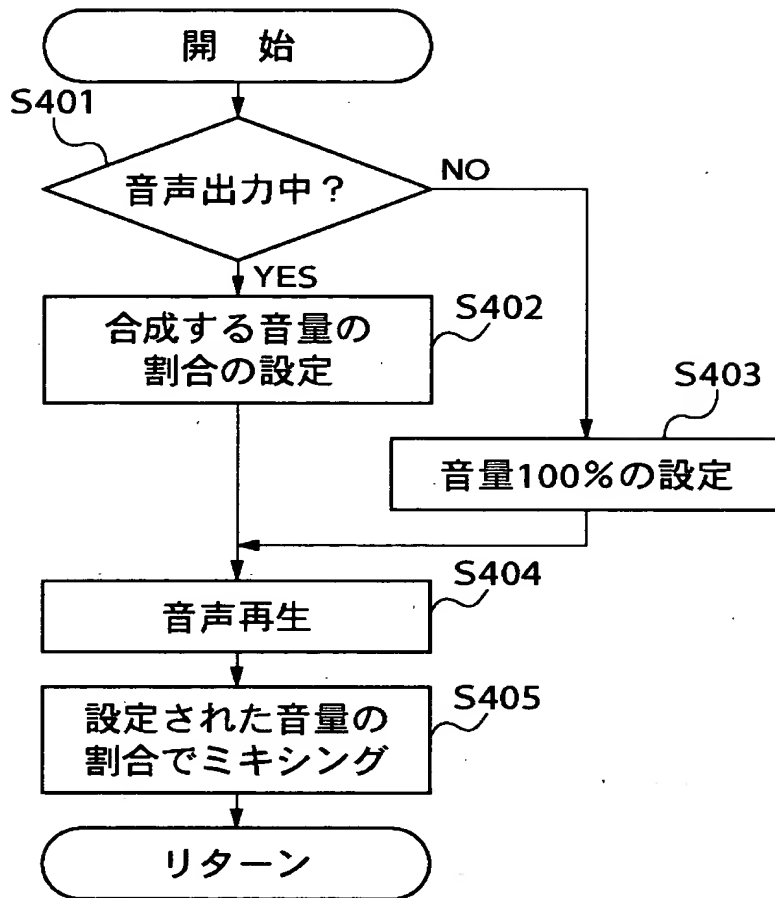 開 始
S401
音声出力中?
NO
YES
S402
合成する音量の
割合の設定
S403
音量100%の設定
S404
音声再生
S405
設定された音量の
割合でミキシング
リターン